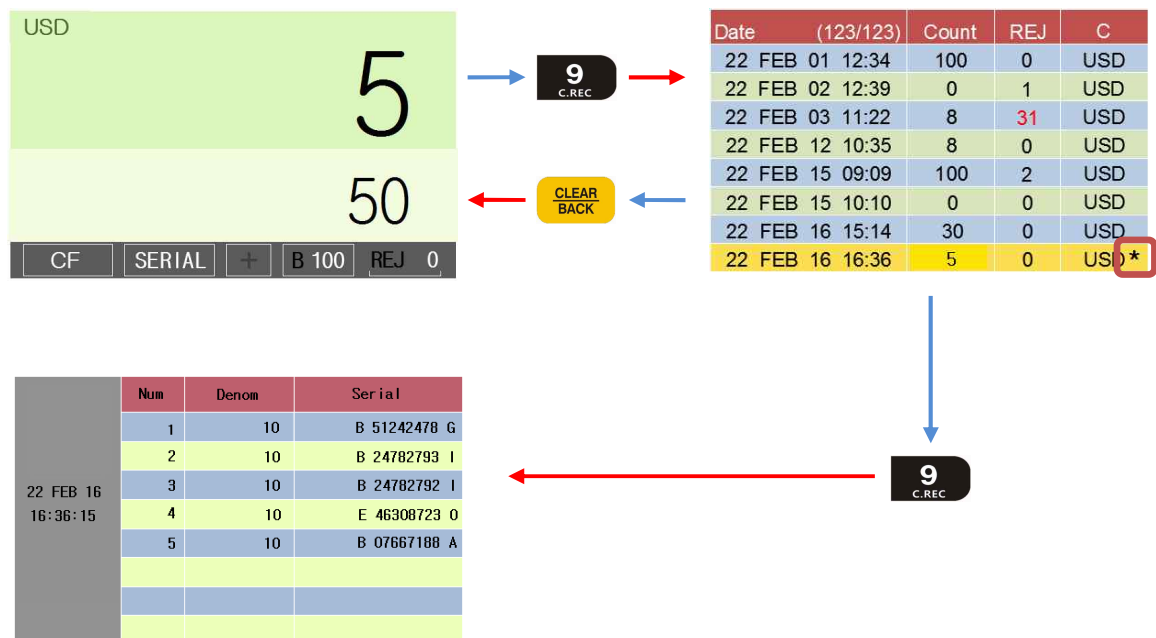 USD
5
50
CF SERIAL + B 100 REJ 0
9
C.REC
CLEAR
BACK
Date (123/123) Count REJ C
22 FEB 01 12:34 100 0 USD
22 FEB 02 12:39 0 1 USD
22 FEB 03 11:22 8 31 USD
22 FEB 12 10:35 8 0 USD
22 FEB 15 09:09 100 2 USD
22 FEB 15 10:10 0 0 USD
22 FEB 16 15:14 30 0 USD
22 FEB 16 16:36 5 0 USD*
9
C.REC
22 FEB 16
16:36:15
Num Denom Serial
1 10 B 51242478 G
2 10 B 24782793 I
3 10 B 24782792 I
4 10 E 46308723 O
5 10 B 07667188 A